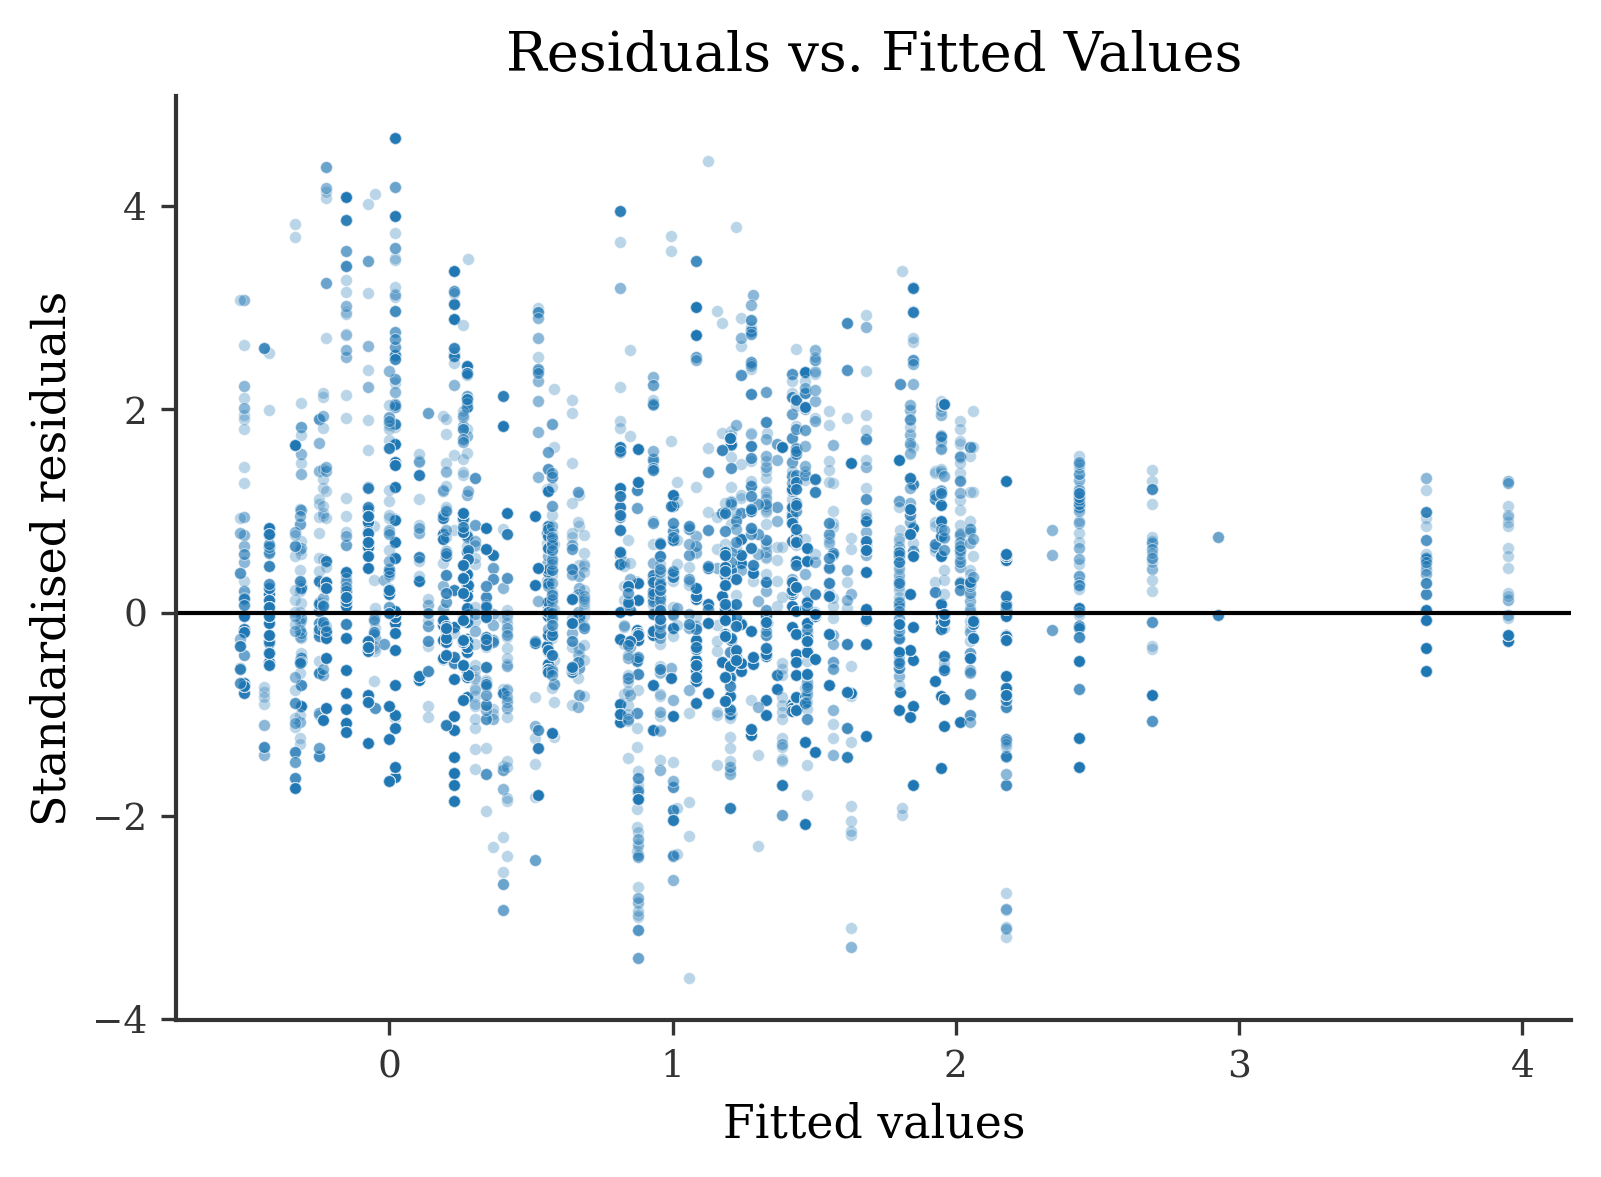 Residuals vs. Fitted Values
Standardised residuals
4
2
0
−2
−4
0 1 2 3 4
Fitted values